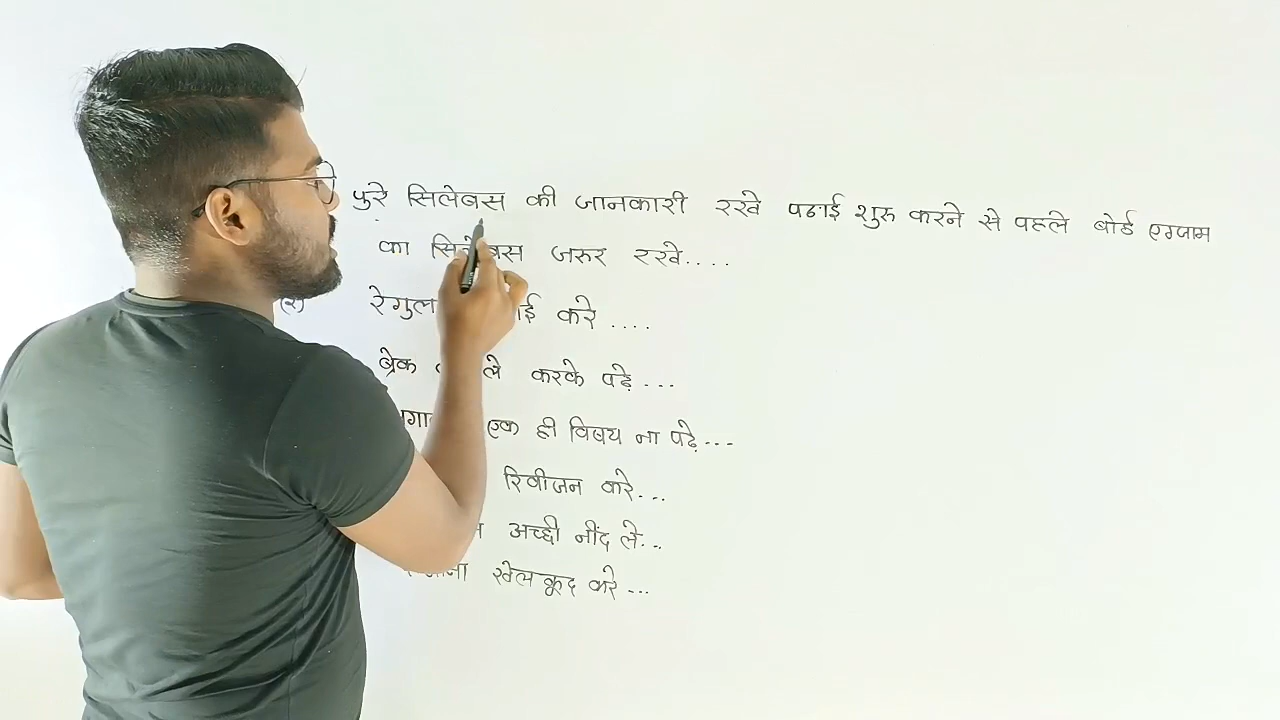 पुरे सिलेबस की जानकारी रखे पढाई शुरू करने से पहले बोर्ड एग्जाम
का सिलेबस जरुर रखे....
(२) करे ....
ब्रेक करके पढ़े...
एक ही विषय ना पढ़े...
रिवीजन करे...
अच्छी नींद ले...
खेलकूद करे...